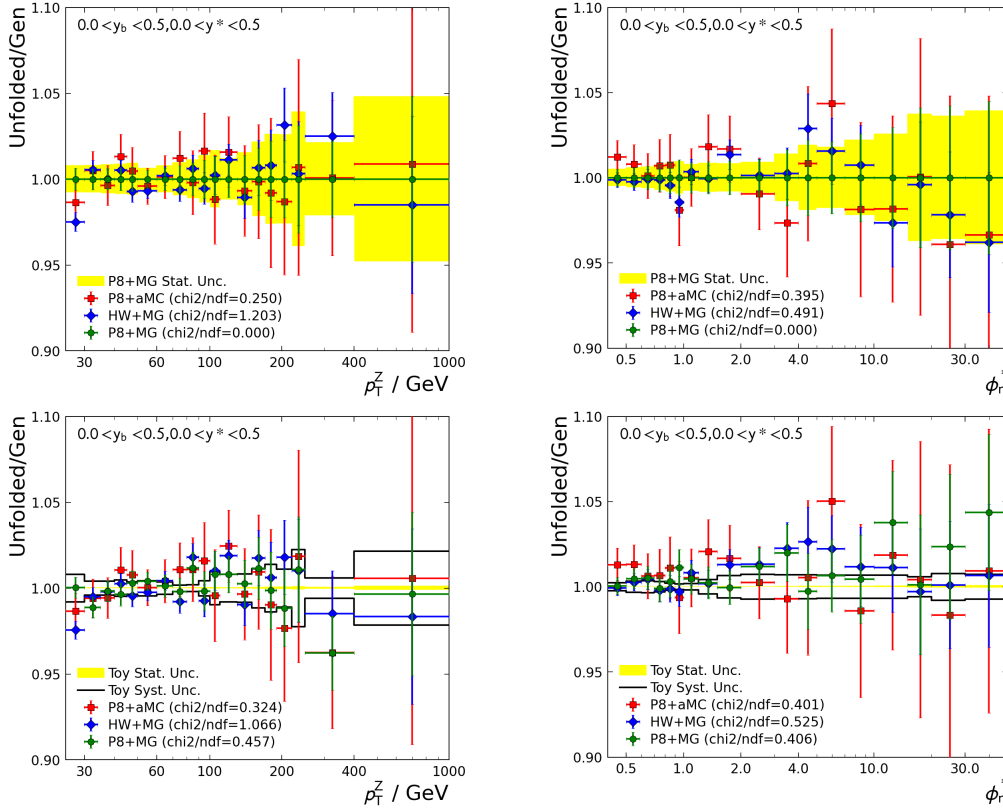 Unfolded/Gen
0.0<y_b <0.5,0.0<y*<0.5
1.10
1.05
1.00
0.95
0.90
P8+MG Stat. Unc.
P8+aMC (chi2/ndf=0.250)
HW+MG (chi2/ndf=1.203)
P8+MG (chi2/ndf=0.000)
30 60 100 200 400 1000
p_T^Z / GeV
Unfolded/Gen
0.0<y_b <0.5,0.0<y*<0.5
1.10
1.05
1.00
0.95
0.90
P8+MG Stat. Unc.
P8+aMC (chi2/ndf=0.395)
HW+MG (chi2/ndf=0.491)
P8+MG (chi2/ndf=0.000)
0.5 1.0 2.0 4.0 10.0 30.0
Unfolded/Gen
0.0<y_b <0.5,0.0<y*<0.5
1.10
1.05
1.00
0.95
0.90
Toy Stat. Unc.
Toy Syst. Unc.
P8+aMC (chi2/ndf=0.324)
HW+MG (chi2/ndf=1.066)
P8+MG (chi2/ndf=0.457)
30 60 100 200 400 1000
p_T^Z / GeV
Unfolded/Gen
0.0<y_b <0.5,0.0<y*<0.5
1.10
1.05
1.00
0.95
0.90
Toy Stat. Unc.
Toy Syst. Unc.
P8+aMC (chi2/ndf=0.401)
HW+MG (chi2/ndf=0.525)
P8+MG (chi2/ndf=0.406)
0.5 1.0 2.0 4.0 10.0 30.0